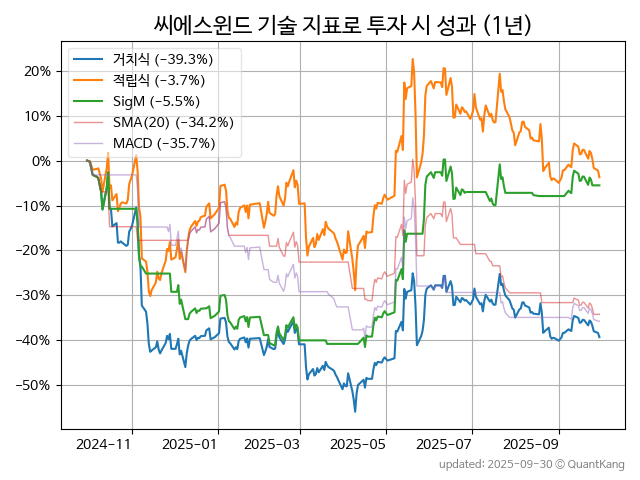 씨에스윈드 기술 지표로 투자 시 성과 (1년)
거치식 (−39.3%)
적립식 (−3.7%)
SigM (−5.5%)
SMA(20) (−34.2%)
MACD (−35.7%)
20%
10%
0%
−10%
−20%
−30%
−40%
−50%
2024−11
2025−01
2025−03
2025−05
2025−07
2025−09
updated: 2025−09−30 © QuantKang